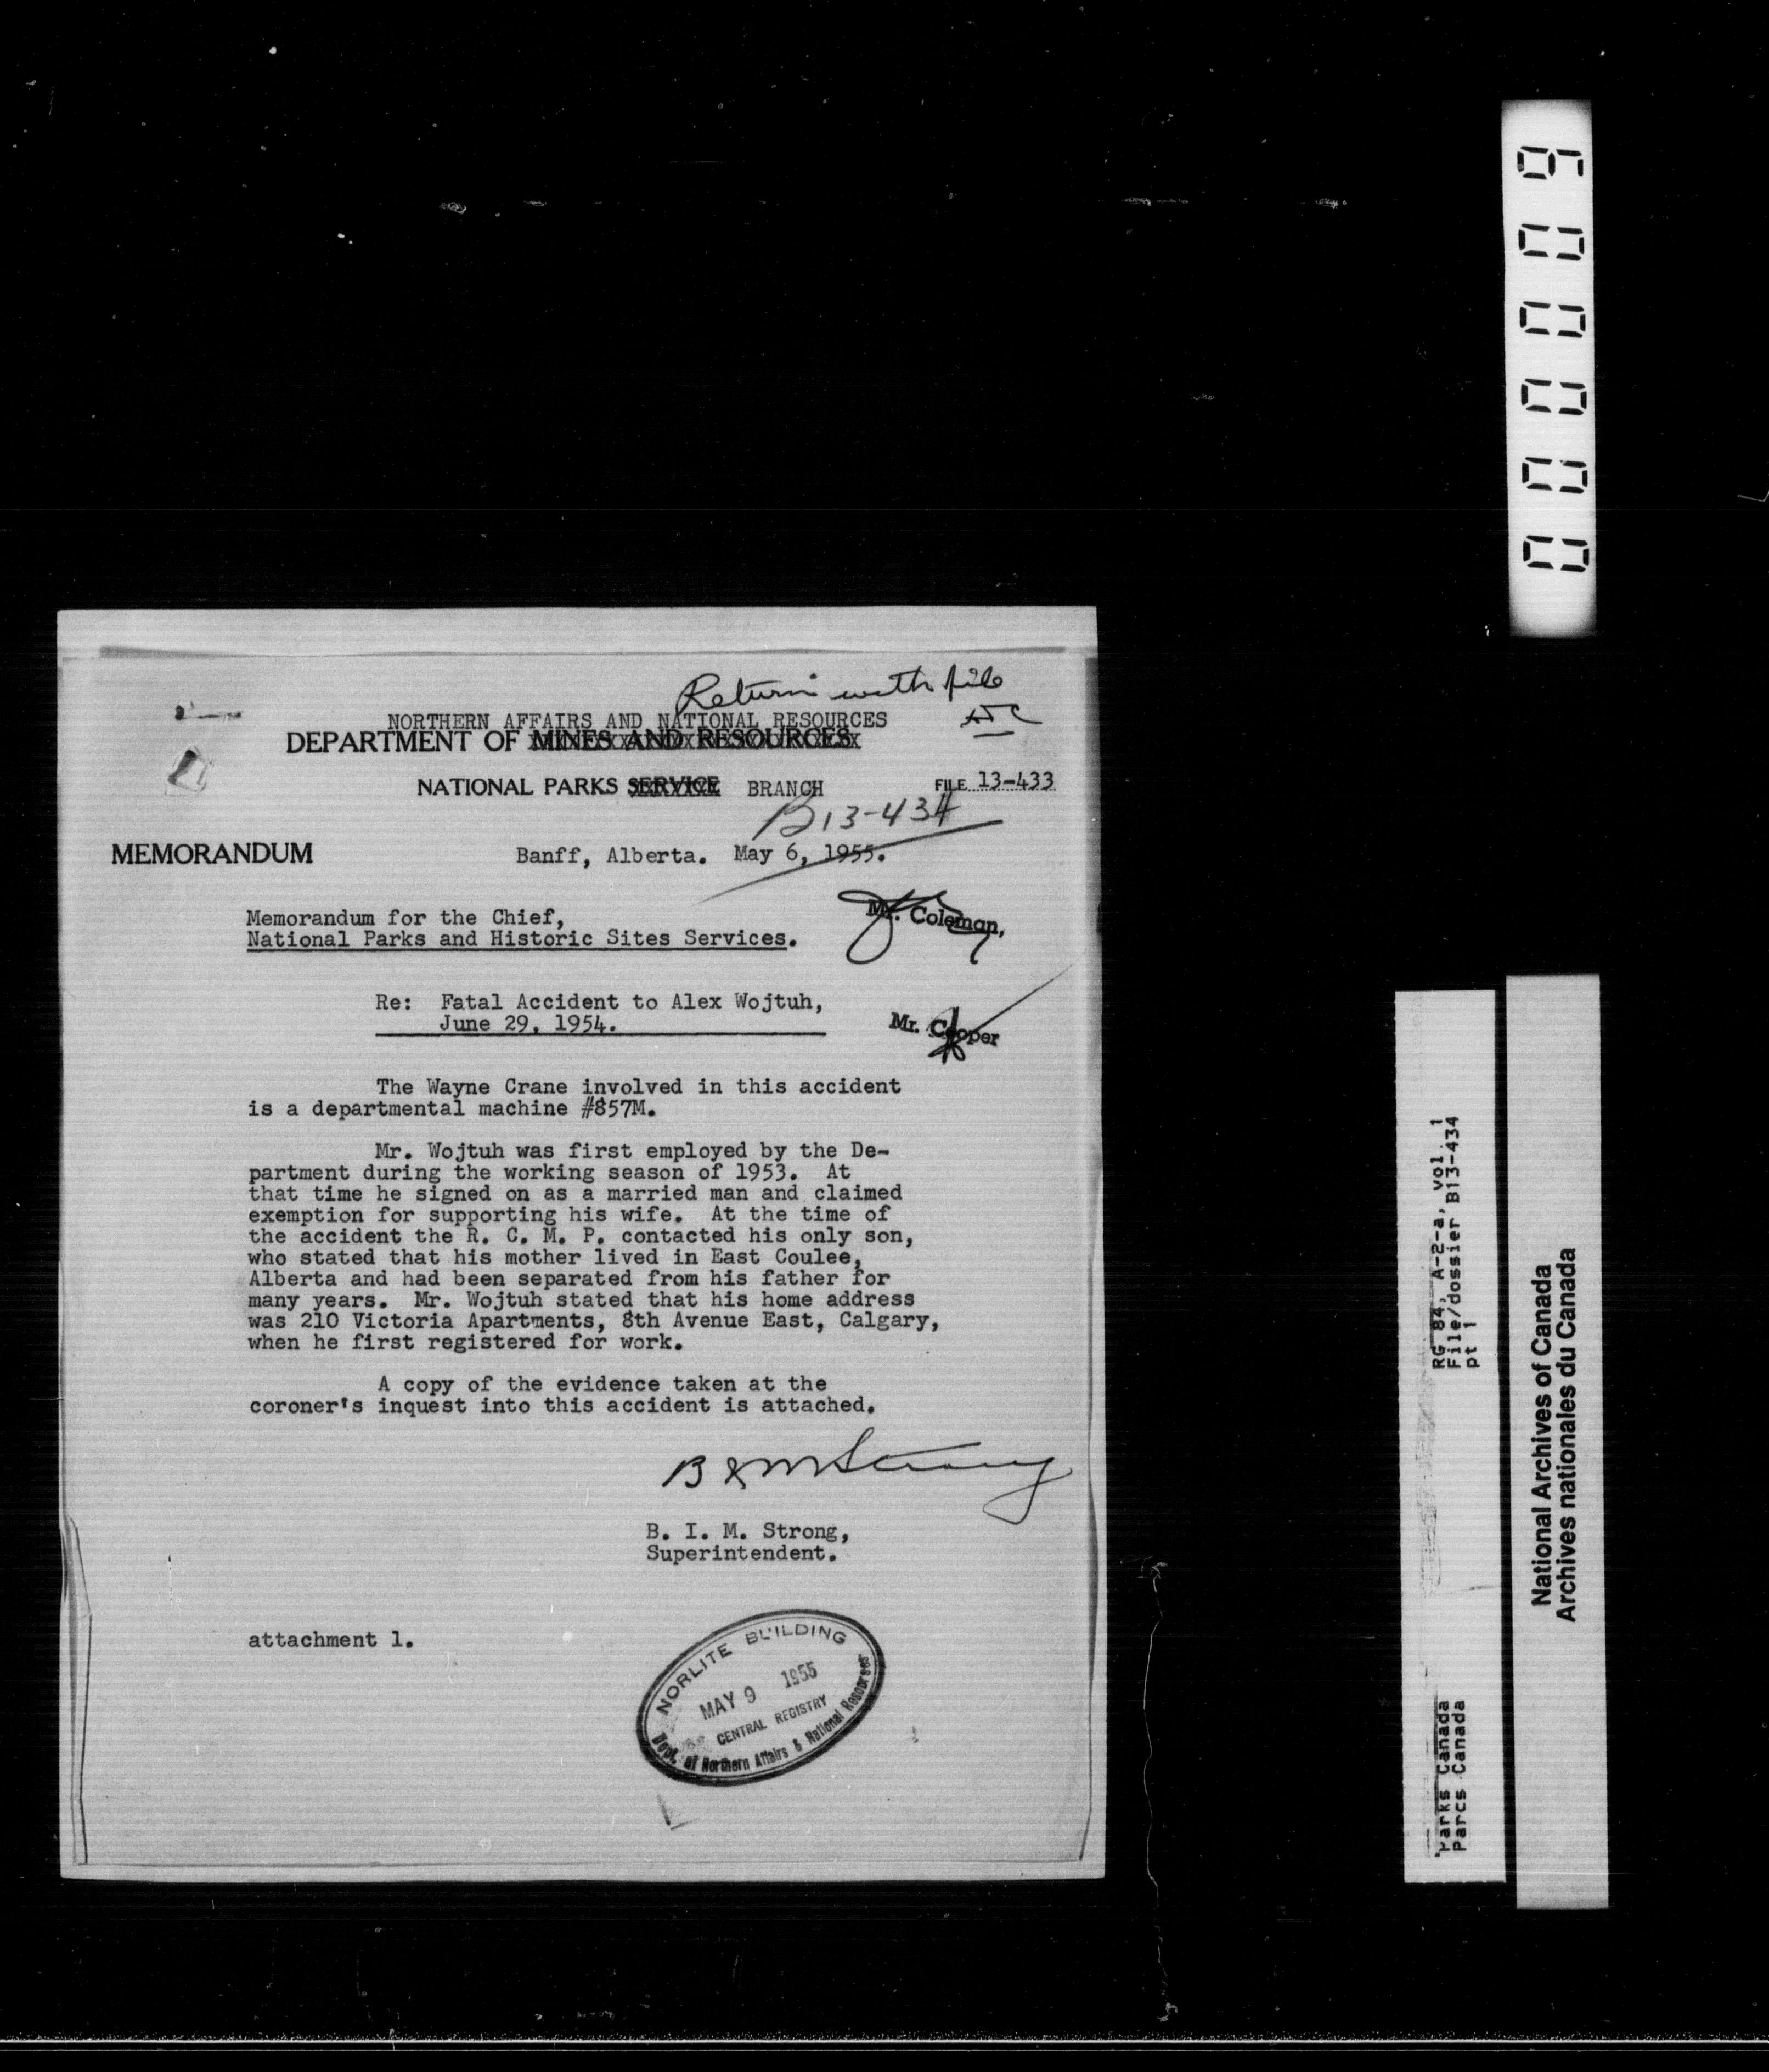 Return with file
NORTHERN AFFAIRS AND NATIONAL RESOURCES
DEPARTMENT OF MINES AND RESOURCES
NATIONAL PARKS SERVICE BRANCH
FILE 13-433
B13-434
MEMORANDUM
Banff, Alberta. May 6, 1955.
Mr. Coleman,
Memorandum for the Chief,
National Parks and Historic Sites Services.
Re: Fatal Accident to Alex Wojtuh,
June 29, 1954.
Mr. Cooper
The Wayne Crane involved in this accident
is a departmental machine #857M.
Mr. Wojtuh was first employed by the De-
partment during the working season of 1953. At
that time he signed on as a married man and claimed
exemption for supporting his wife. At the time of
the accident the R. C. M. P. contacted his only son,
who stated that his mother lived in East Coulee,
Alberta and had been separated from his father for
many years. Mr. Wojtuh stated that his home address
was 210 Victoria Apartments, 8th Avenue East, Calgary,
when he first registered for work.
A copy of the evidence taken at the
coroner's inquest into this accident is attached.
B I M Strong
B. I. M. Strong,
Superintendent.
attachment 1.
NORLITE BUILDING
MAY 9 1955
CENTRAL REGISTRY
Dept. of Northern Affairs & National Resources
000009
RG 84, A-2-a, vol. 1
File/dossier B13-434
pt 1
Parks Canada
Parcs Canada
National Archives of Canada
Archives nationales du Canada